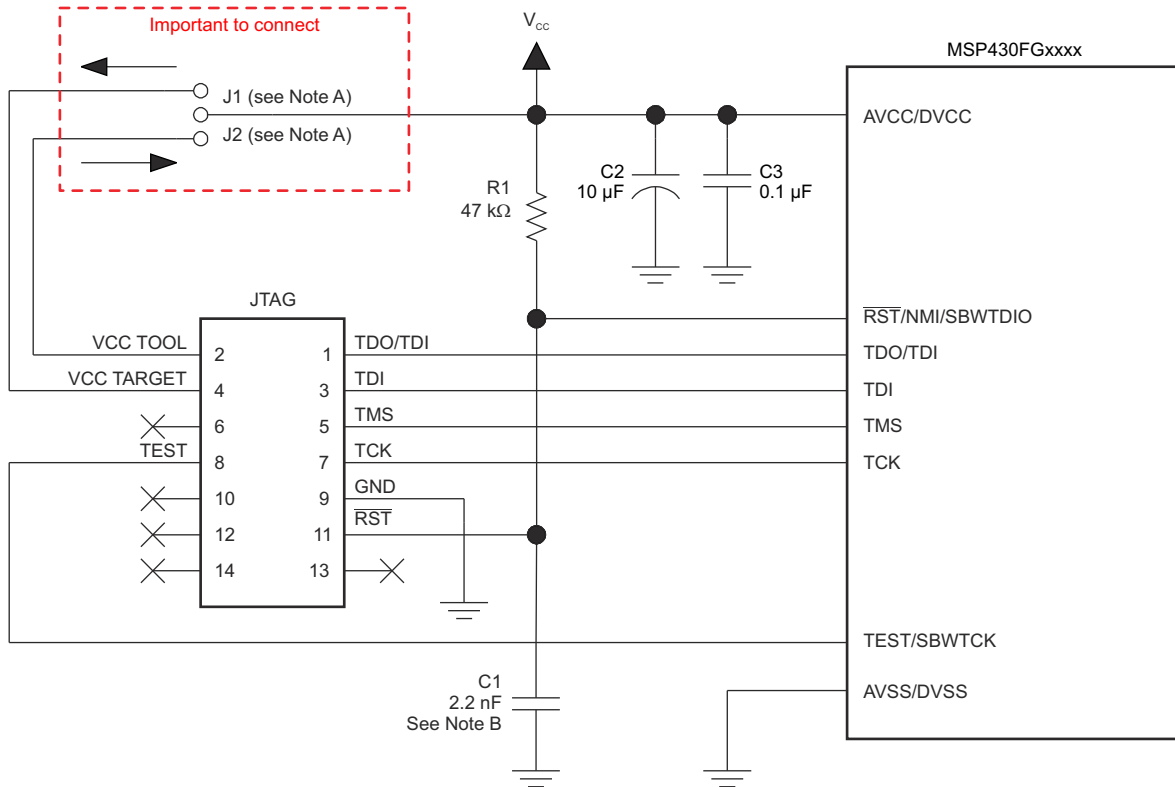 Important to connect
V
CC
MSP430FGxxxx
J1 (see Note A)
J2 (see Note A)
AVCC/DVCC
C2
10 µF
C3
0.1 µF
R1
47 kΩ
JTAG
RST/NMI/SBWTDIO
VCC TOOL
2
1
TDO/TDI
TDO/TDI
VCC TARGET
4
3
TDI
TDI
6
5
TMS
TMS
TEST
8
7
TCK
TCK
10
9
GND
12
11
RST
14
13
TEST/SBWTCK
C1
2.2 nF
See Note B
AVSS/DVSS